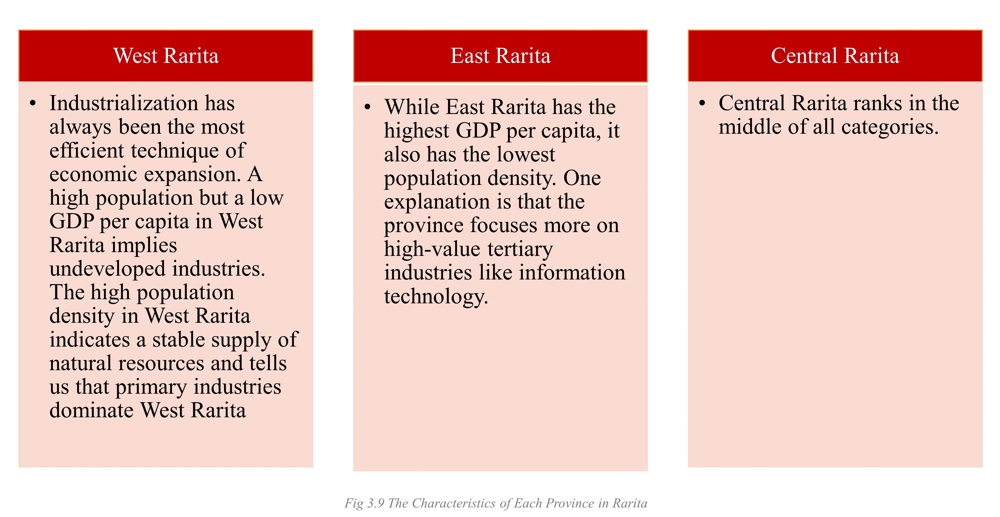 West Rarita
• Industrialization has
always been the most
efficient technique of
economic expansion. A
high population but a low
GDP per capita in West
Rarita implies
undeveloped industries.
The high population
density in West Rarita
indicates a stable supply of
natural resources and tells
us that primary industries
dominate West Rarita
East Rarita
• While East Rarita has the
highest GDP per capita, it
also has the lowest
population density. One
explanation is that the
province focuses more on
high-value tertiary
industries like information
technology.
Central Rarita
• Central Rarita ranks in the
middle of all categories.
Fig 3.9 The Characteristics of Each Province in Rarita